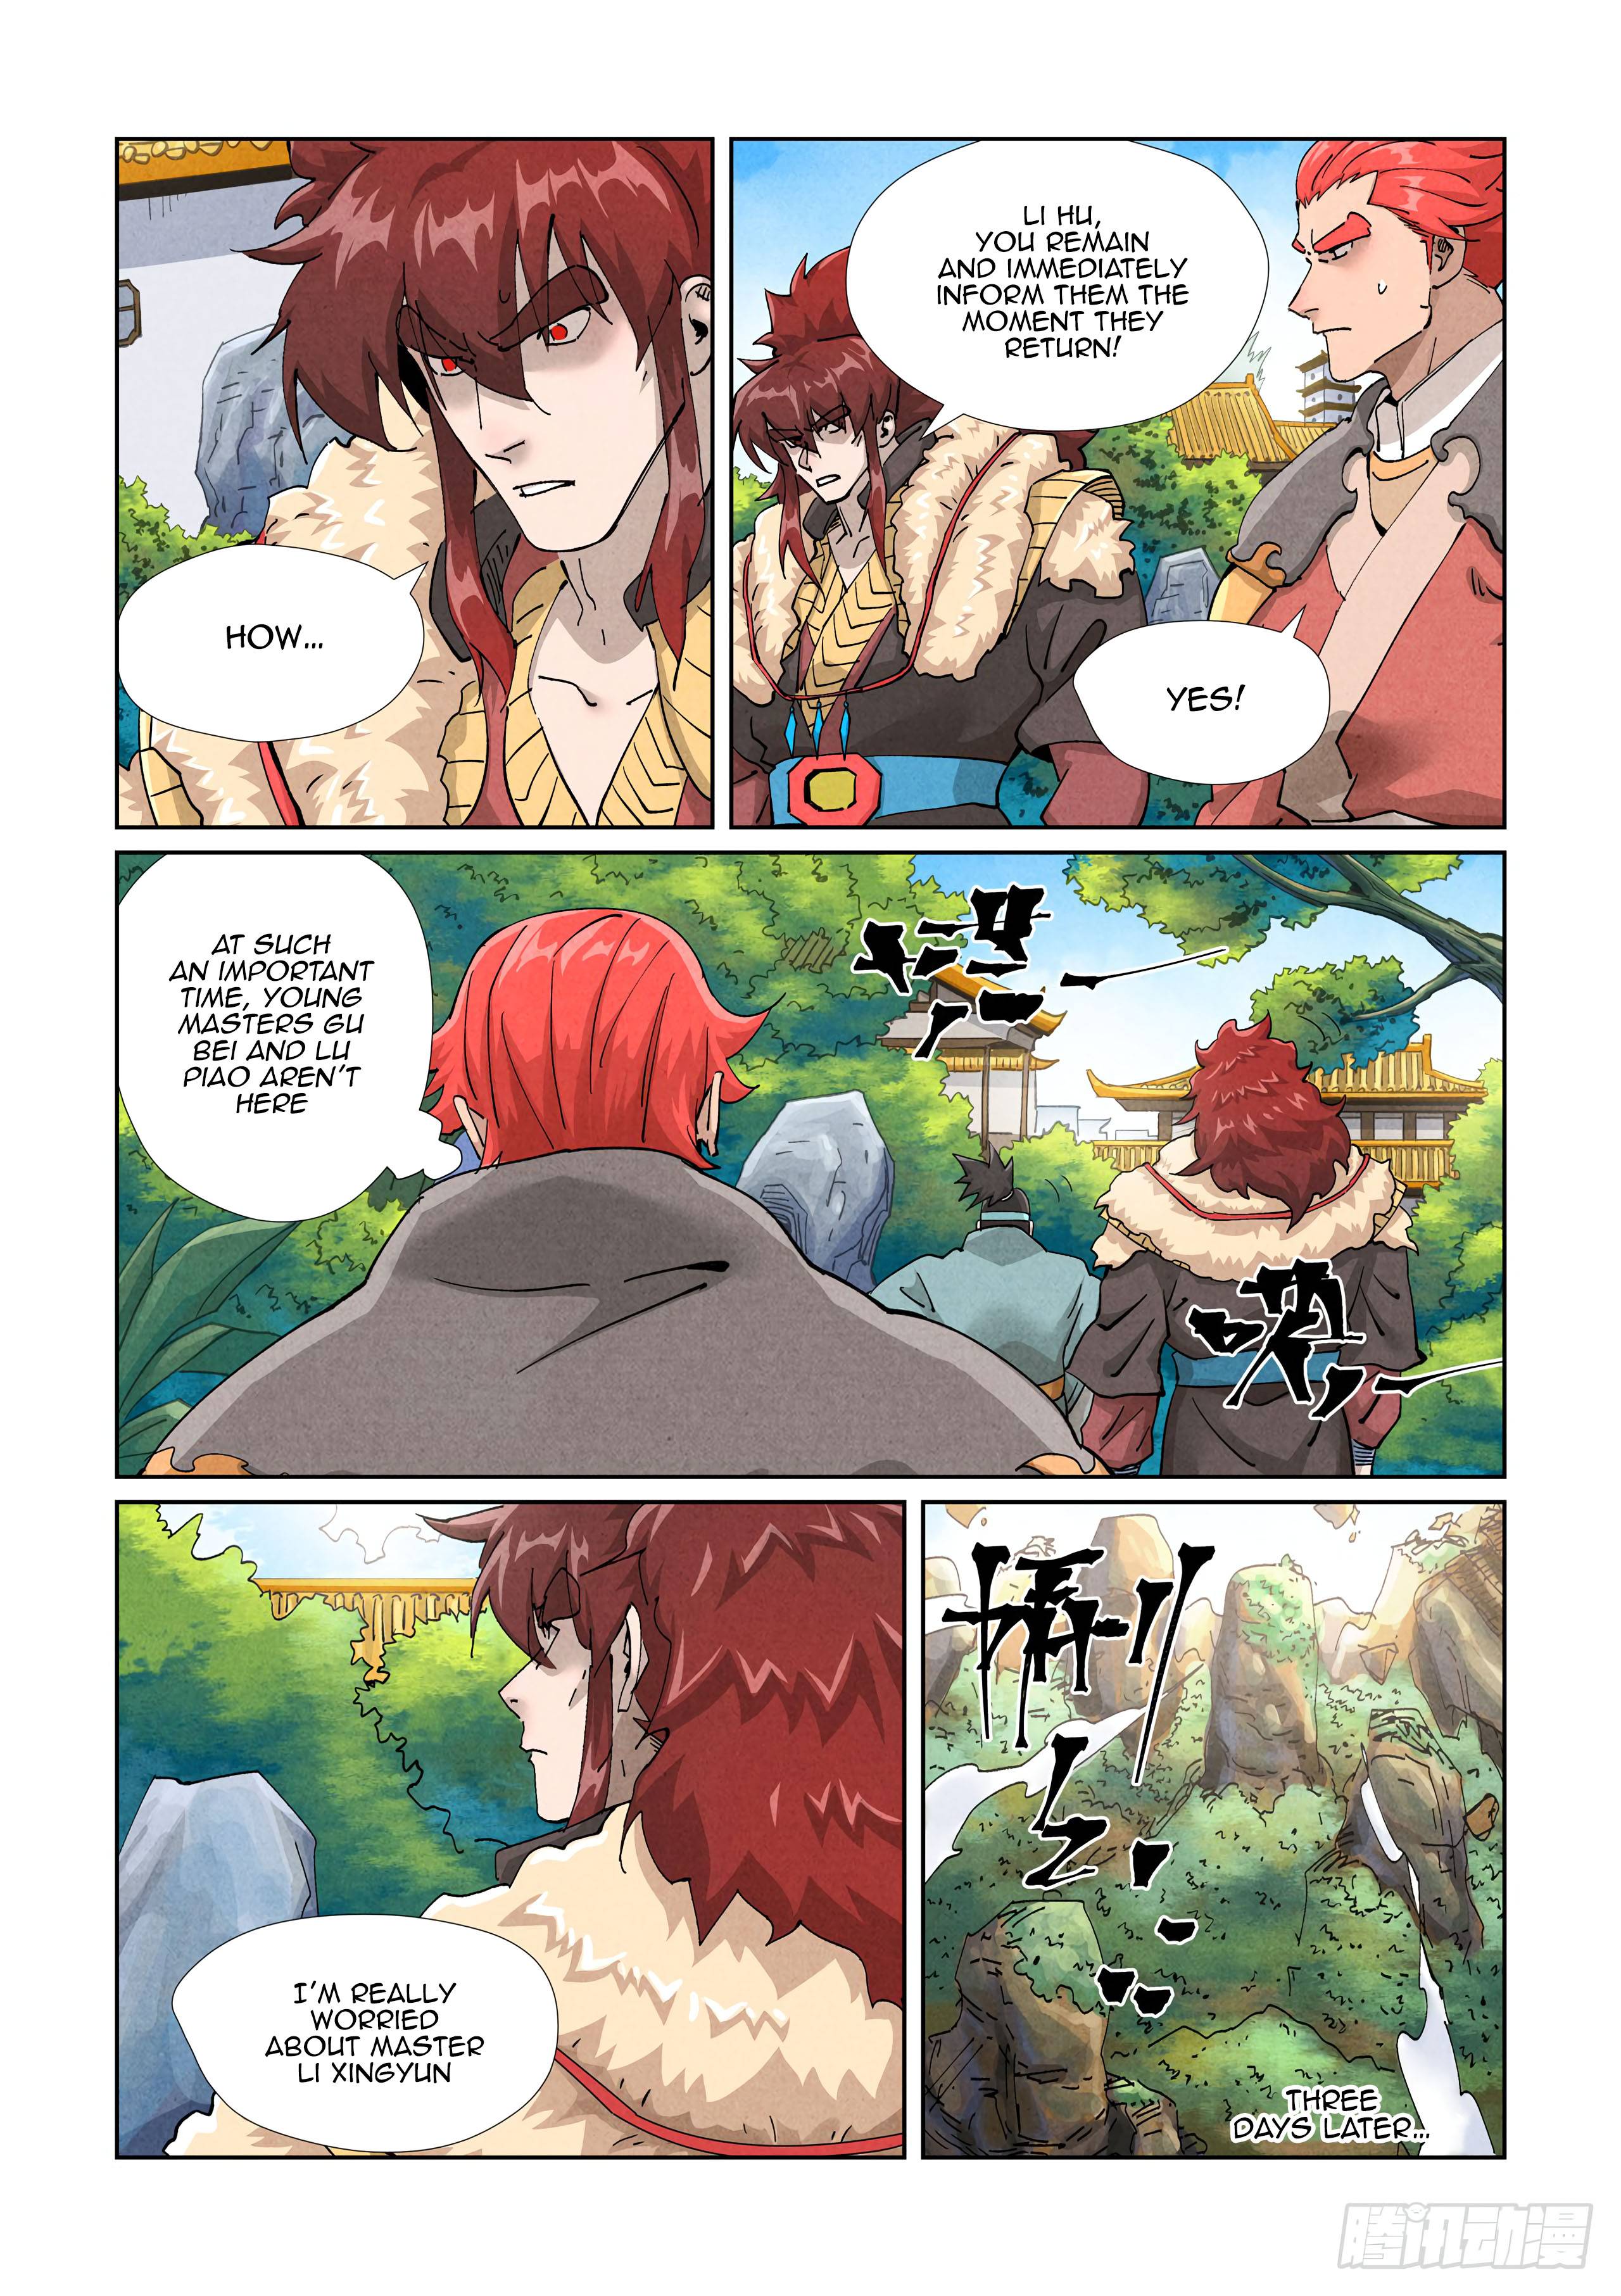 HOW...
LI HU,
YOU REMAIN
AND IMMEDIATELY
INFORM THEM THE
MOMENT THEY
RETURN!
YES!
AT SUCH
AN IMPORTANT
TIME, YOUNG
MASTERS GU
BEI AND LU
PIAO AREN'T
HERE
I'M REALLY
WORRIED
ABOUT MASTER
LI XINGYUN
THREE
DAYS LATER...
腾讯动漫